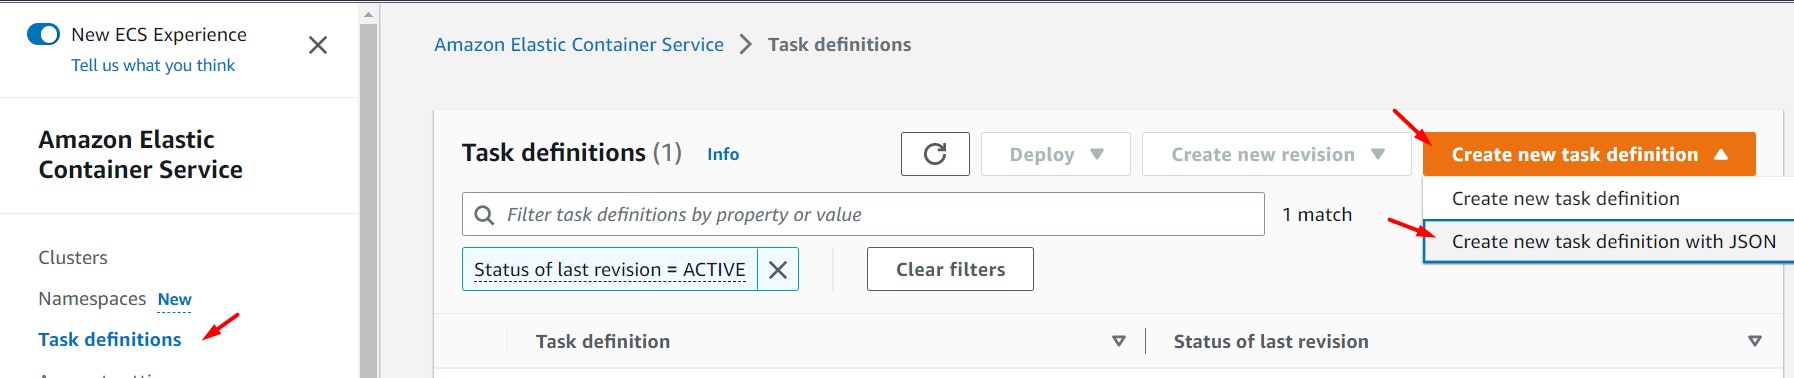 New ECS Experience
Tell us what you think
Amazon Elastic
Container Service
Clusters
Namespaces New
Task definitions
Amazon Elastic Container Service > Task definitions
Task definitions (1) Info
Deploy
Create new revision
Create new task definition
Create new task definition
Create new task definition with JSON
Filter task definitions by property or value
1 match
Status of last revision = ACTIVE
Clear filters
Task definition
Status of last revision